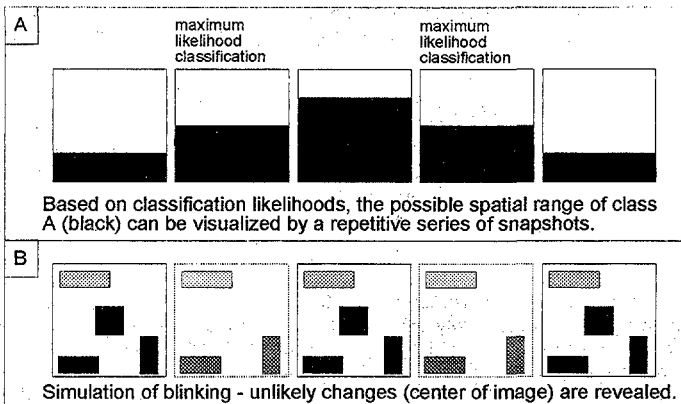 A
maximum
likelihood
classification
maximum
likelihood
classification
Based on classification likelihoods, the possible spatial range of class
A (black) can be visualized by a repetitive series of snapshots.
B
Simulation of blinking - unlikely changes (center of image) are revealed.